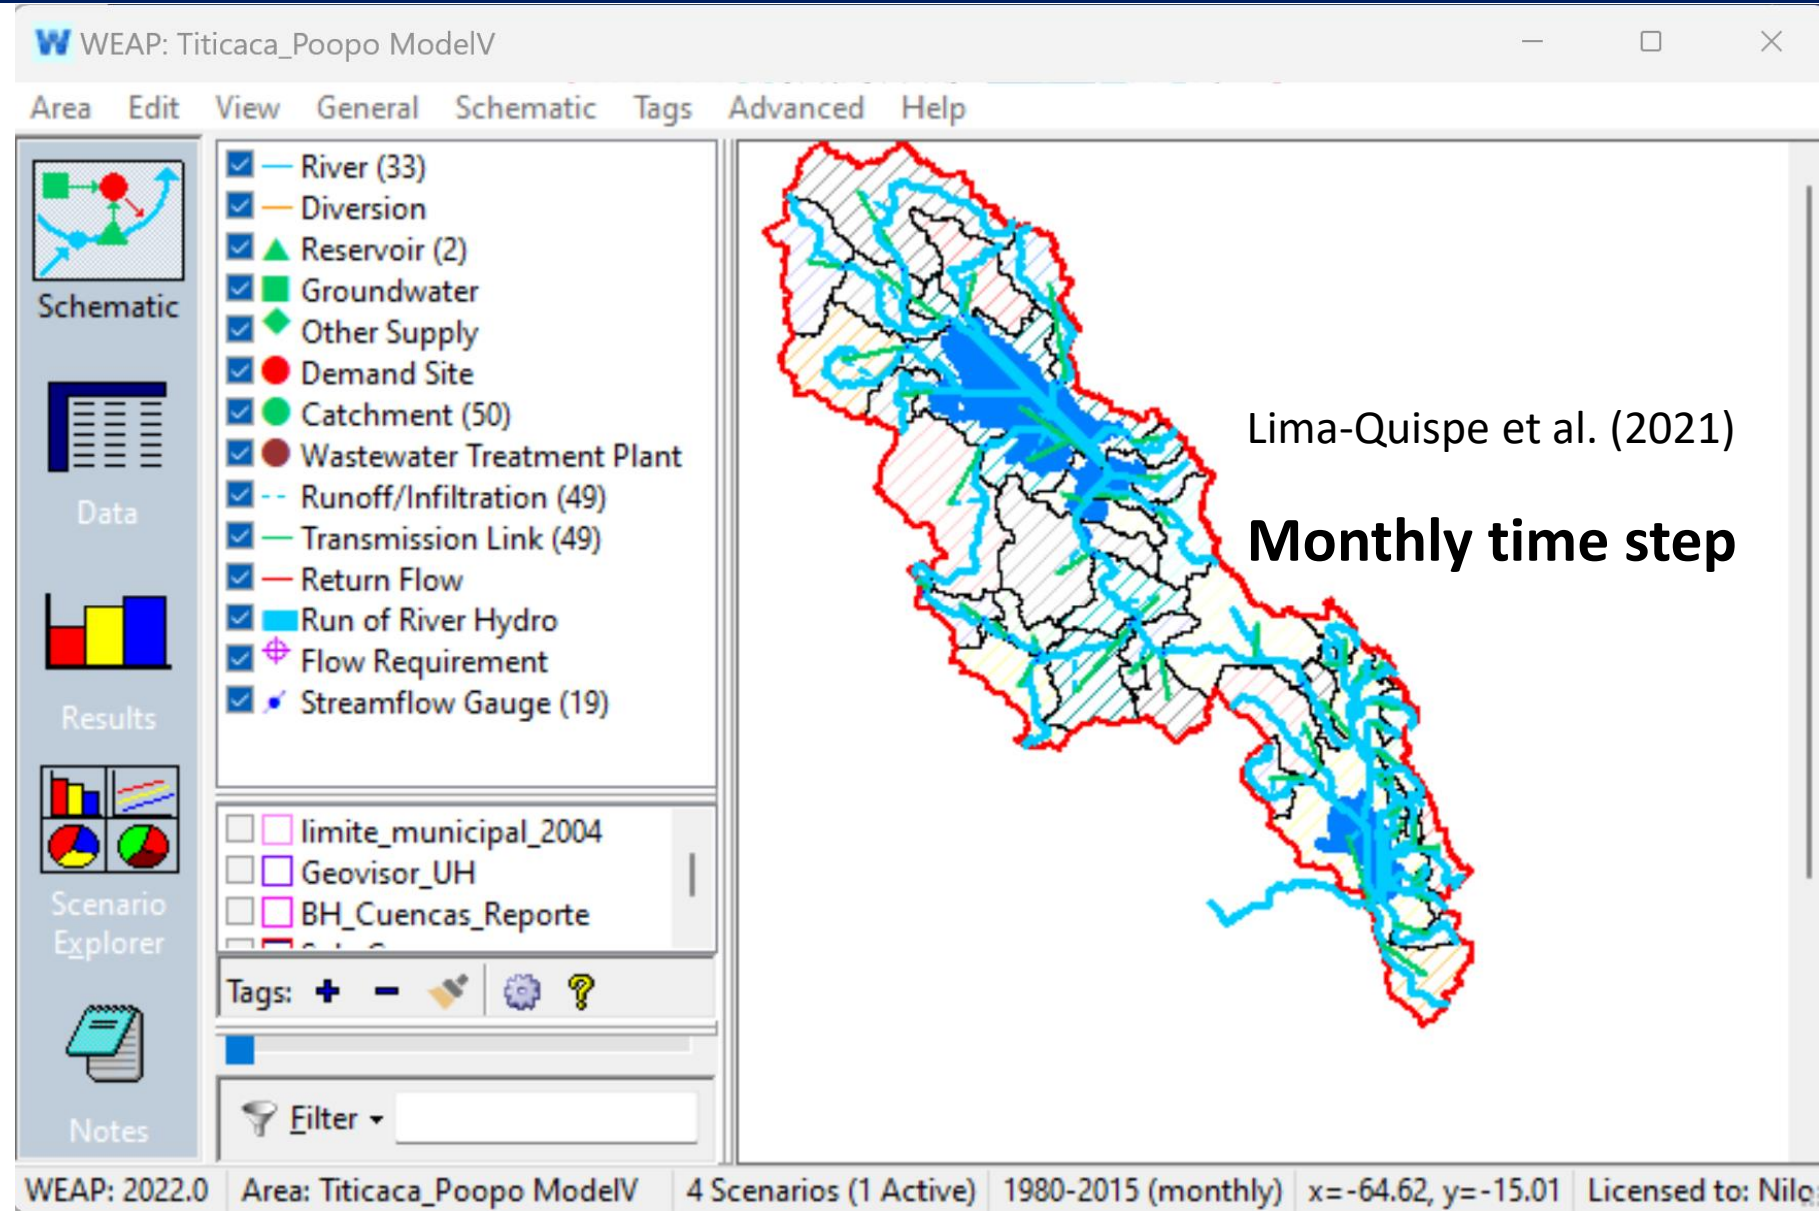 WEAP: Titicaca_Poopo ModelV
Area Edit View General Schematic Tags Advanced Help
Schematic
Data
Results
Scenario
Explorer
Notes
River (33)
Diversion
Reservoir (2)
Groundwater
Other Supply
Demand Site
Catchment (50)
Wastewater Treatment Plant
Runoff/Infiltration (49)
Transmission Link (49)
Return Flow
Run of River Hydro
Flow Requirement
Streamflow Gauge (19)
limite_municipal_2004
Geovisor_UH
BH_Cuencas_Reporte
Tags:
Filter
Lima-Quispe et al. (2021)
Monthly time step
WEAP: 2022.0 Area: Titicaca_Poopo ModelV 4 Scenarios (1 Active) 1980-2015 (monthly) x=-64.62, y=-15.01 Licensed to: